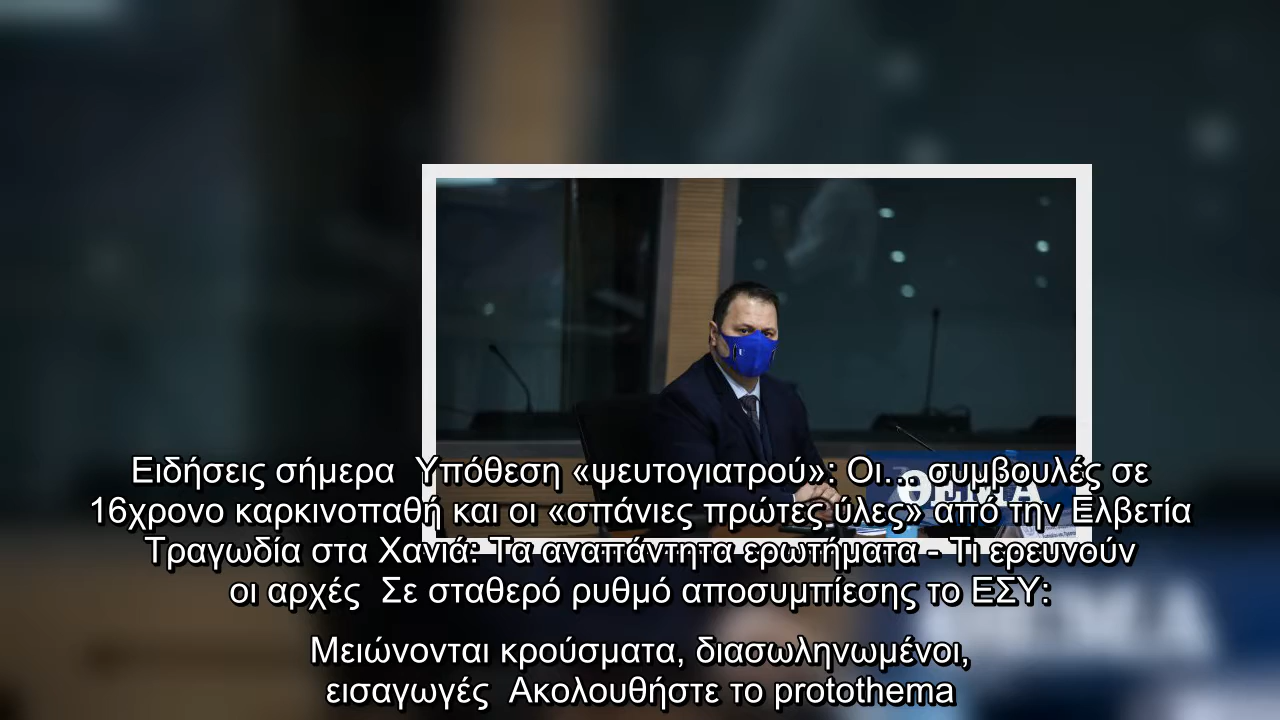 Ειδήσεις σήμερα  Υπόθεση «ψευτογιατρού»: Οι… συμβουλές σε
16χρονο καρκινοπαθή και οι «σπάνιες πρώτες ύλες» από την Ελβετία
Τραγωδία στα Χανιά: Τα αναπάντητα ερωτήματα - Τι ερευνούν
οι αρχές  Σε σταθερό ρυθμό αποσυμπίεσης το ΕΣΥ:
Μειώνονται κρούσματα, διασωληνωμένοι,
εισαγωγές  Ακολουθήστε το protothema
ΘΕΜΑ